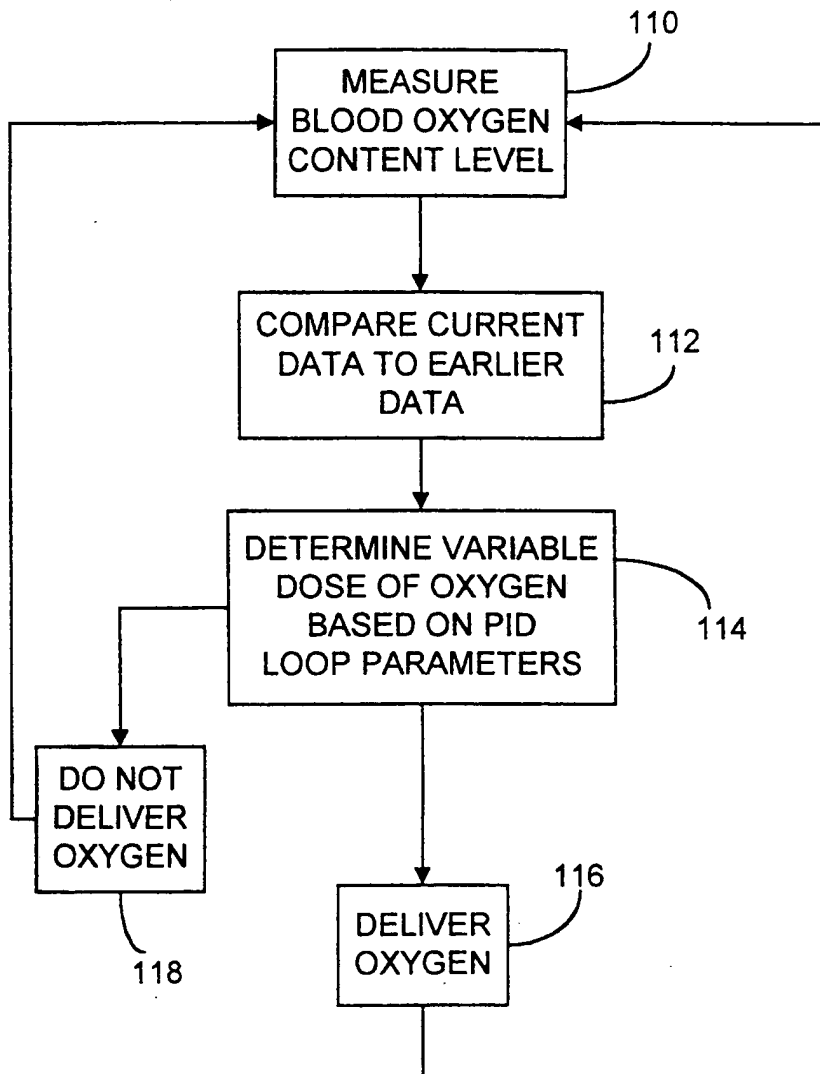 110
MEASURE
BLOOD OXYGEN
CONTENT LEVEL
COMPARE CURRENT
DATA TO EARLIER
DATA
112
DETERMINE VARIABLE
DOSE OF OXYGEN
BASED ON PID
LOOP PARAMETERS
114
DO NOT
DELIVER
OXYGEN
118
116
DELIVER
OXYGEN